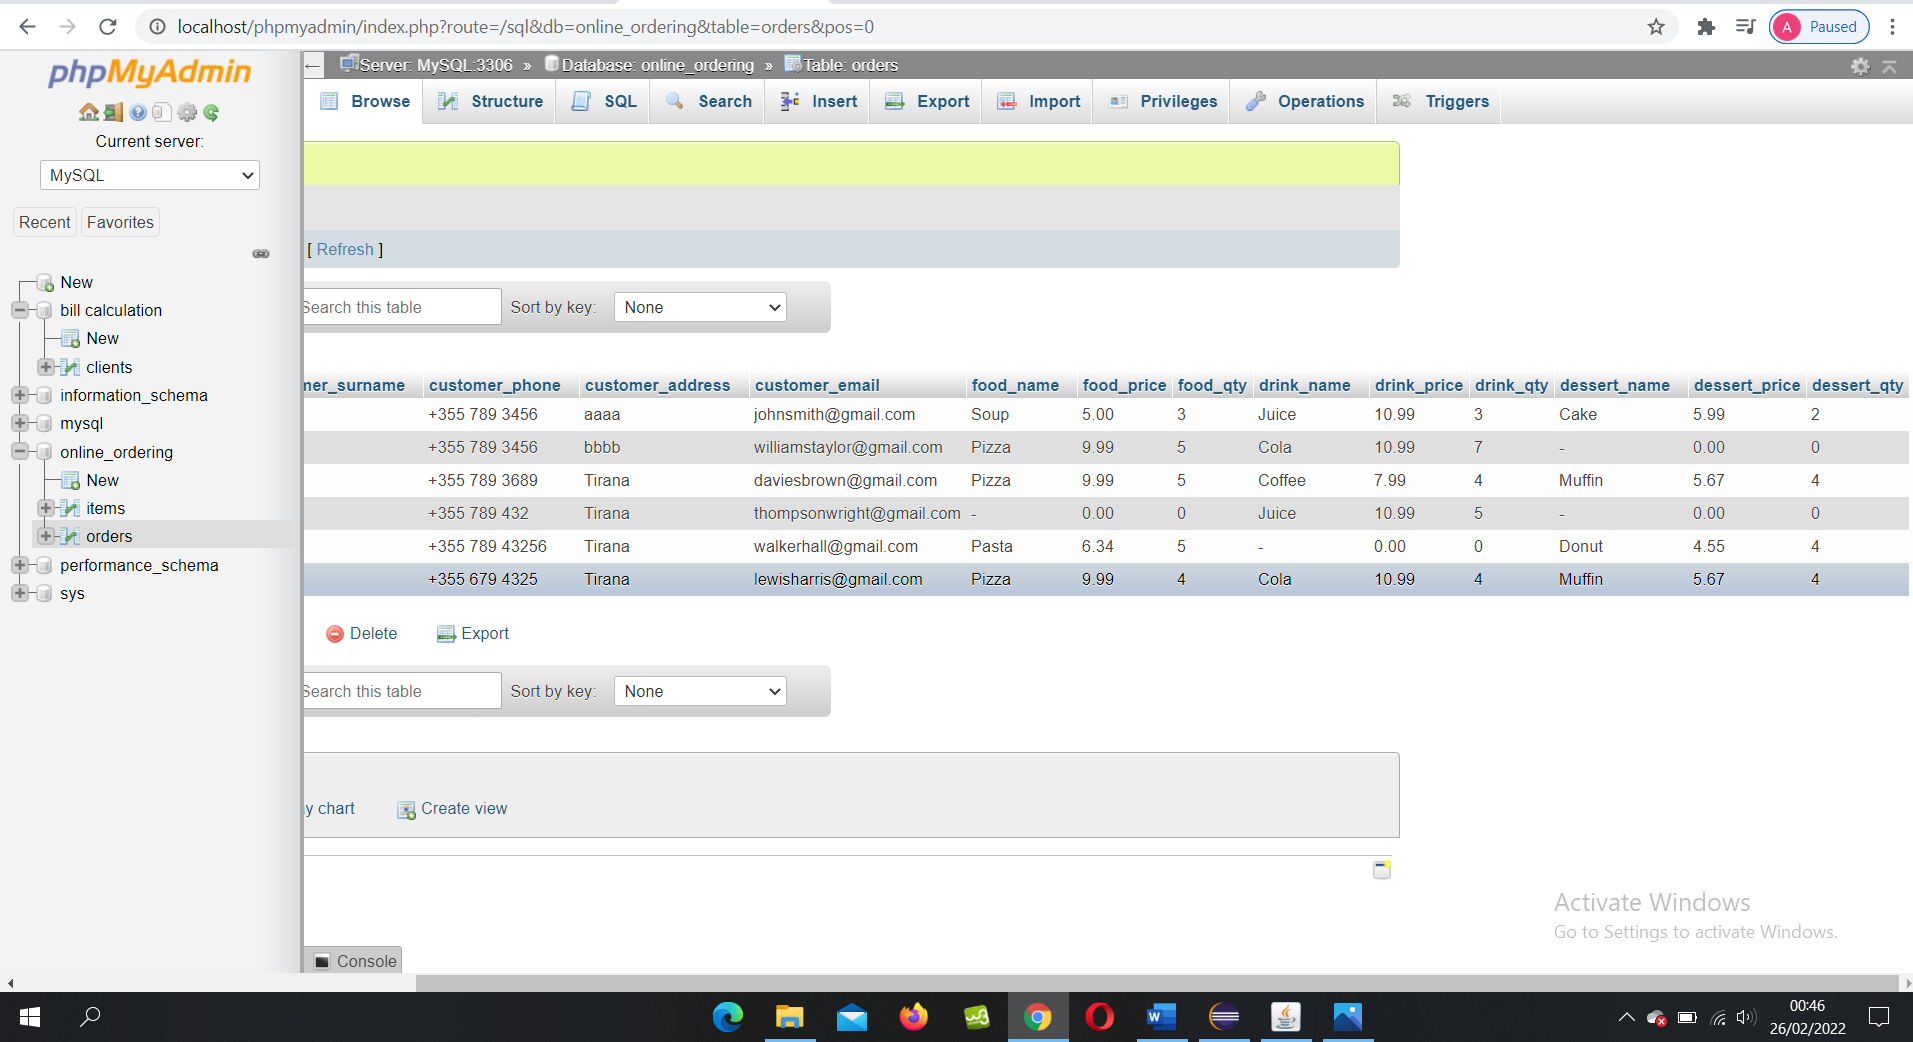 localhost/phpmyadmin/index.php?route=/sql&db=online_ordering&table=orders&pos=0
A Paused
phpMyAdmin
Current server:
MySQL
Recent Favorites
New
bill calculation
New
clients
information_schema
mysql
online_ordering
New
items
orders
performance_schema
sys
← Server: MySQL:3306 » Database: online_ordering » Table: orders
Browse Structure SQL Search Insert Export Import Privileges Operations Triggers
[ Refresh ]
Search this table Sort by key: None
mer_surname customer_phone customer_address customer_email food_name food_price food_qty drink_name drink_price drink_qty dessert_name dessert_price dessert_qty
+355 789 3456 aaaa johnsmith@gmail.com Soup 5.00 3 Juice 10.99 3 Cake 5.99 2
+355 789 3456 bbbb williamstaylor@gmail.com Pizza 9.99 5 Cola 10.99 7 - 0.00 0
+355 789 3689 Tirana daviesbrown@gmail.com Pizza 9.99 5 Coffee 7.99 4 Muffin 5.67 4
+355 789 432 Tirana thompsonwright@gmail.com - 0.00 0 Juice 10.99 5 - 0.00 0
+355 789 43256 Tirana walkerhall@gmail.com Pasta 6.34 5 - 0.00 0 Donut 4.55 4
+355 679 4325 Tirana lewisharris@gmail.com Pizza 9.99 4 Cola 10.99 4 Muffin 5.67 4
Delete Export
Search this table Sort by key: None
y chart Create view
Console
Activate Windows
Go to Settings to activate Windows.
w3 W
00:46
26/02/2022